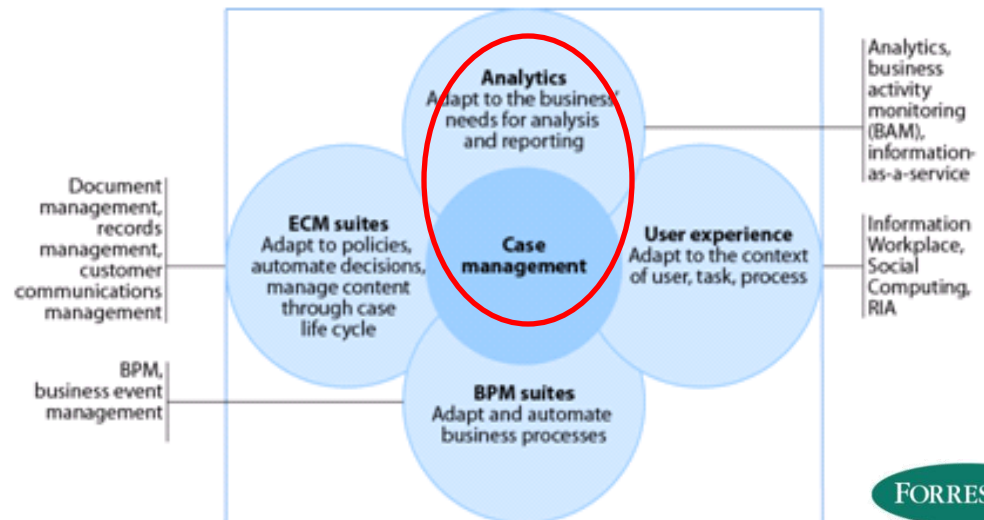 Analytics
Adapt to the business'
needs for analysis
and reporting
Analytics,
business
activity
monitoring
(BAM),
information-
as-a-service
Document
management,
records
management,
customer
communications
management
ECM suites
Adapt to policies,
automate decisions,
manage content
through case
life cycle
Case
management
User experience
Adapt to the context
of user, task, process
Information
Workplace,
Social
Computing,
RIA
BPM,
business event
management
BPM suites
Adapt and automate
business processes
FORRES